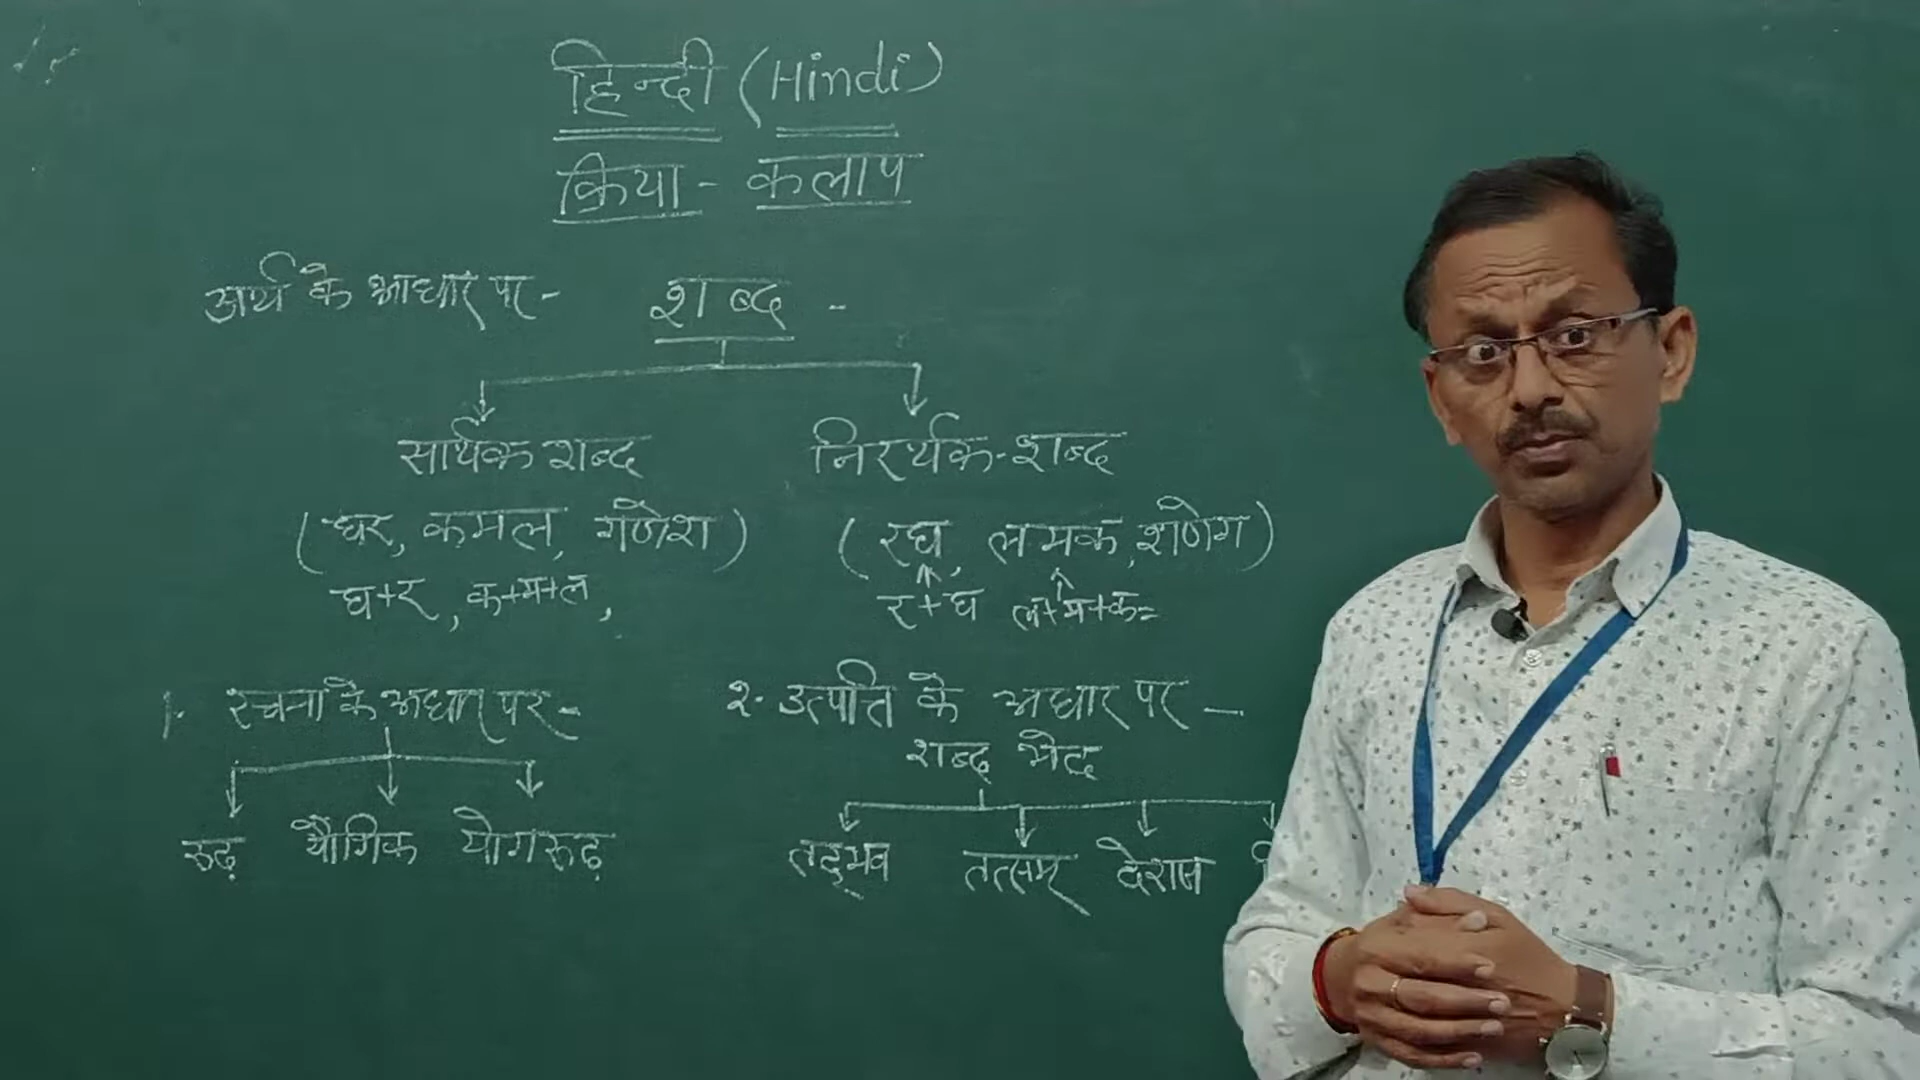 हिन्दी (Hindi)
क्रिया - कलाप
अर्थ के आधार पर - शब्द -
सार्थक शब्द निरर्थक-शब्द
(घर, कमल, गणेश) (रघ, लमक, शणेग)
घ+र, क+म+ल, र+घ ल+म+क=
1. रचना के आधार पर - २. उत्पत्ति के आधार पर -
शब्द भेद
रूढ़ यौगिक योगरूढ़ तद्भव तत्सम् देशज